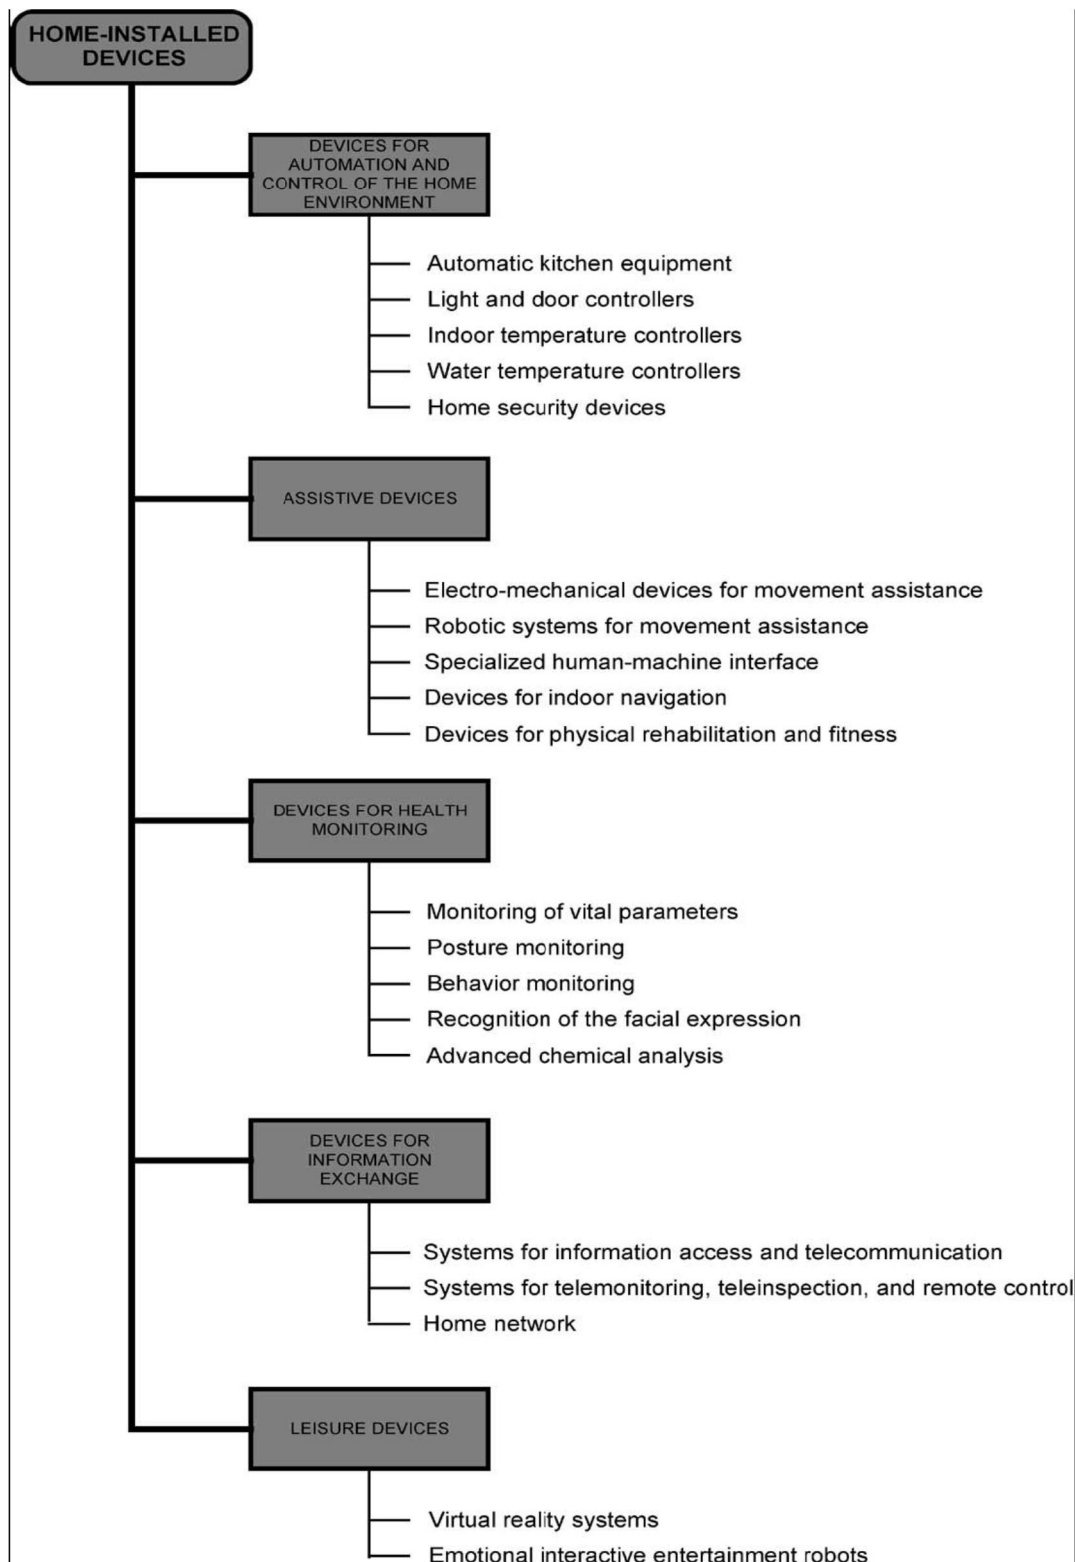 HOME-INSTALLED
DEVICES
DEVICES FOR
AUTOMATION AND
CONTROL OF THE HOME
ENVIRONMENT
Automatic kitchen equipment
Light and door controllers
Indoor temperature controllers
Water temperature controllers
Home security devices
ASSISTIVE DEVICES
Electro-mechanical devices for movement assistance
Robotic systems for movement assistance
Specialized human-machine interface
Devices for indoor navigation
Devices for physical rehabilitation and fitness
DEVICES FOR HEALTH
MONITORING
Monitoring of vital parameters
Posture monitoring
Behavior monitoring
Recognition of the facial expression
Advanced chemical analysis
DEVICES FOR
INFORMATION
EXCHANGE
Systems for information access and telecommunication
Systems for telemonitoring, teleinspection, and remote control
Home network
LEISURE DEVICES
Virtual reality systems
Emotional interactive entertainment robots